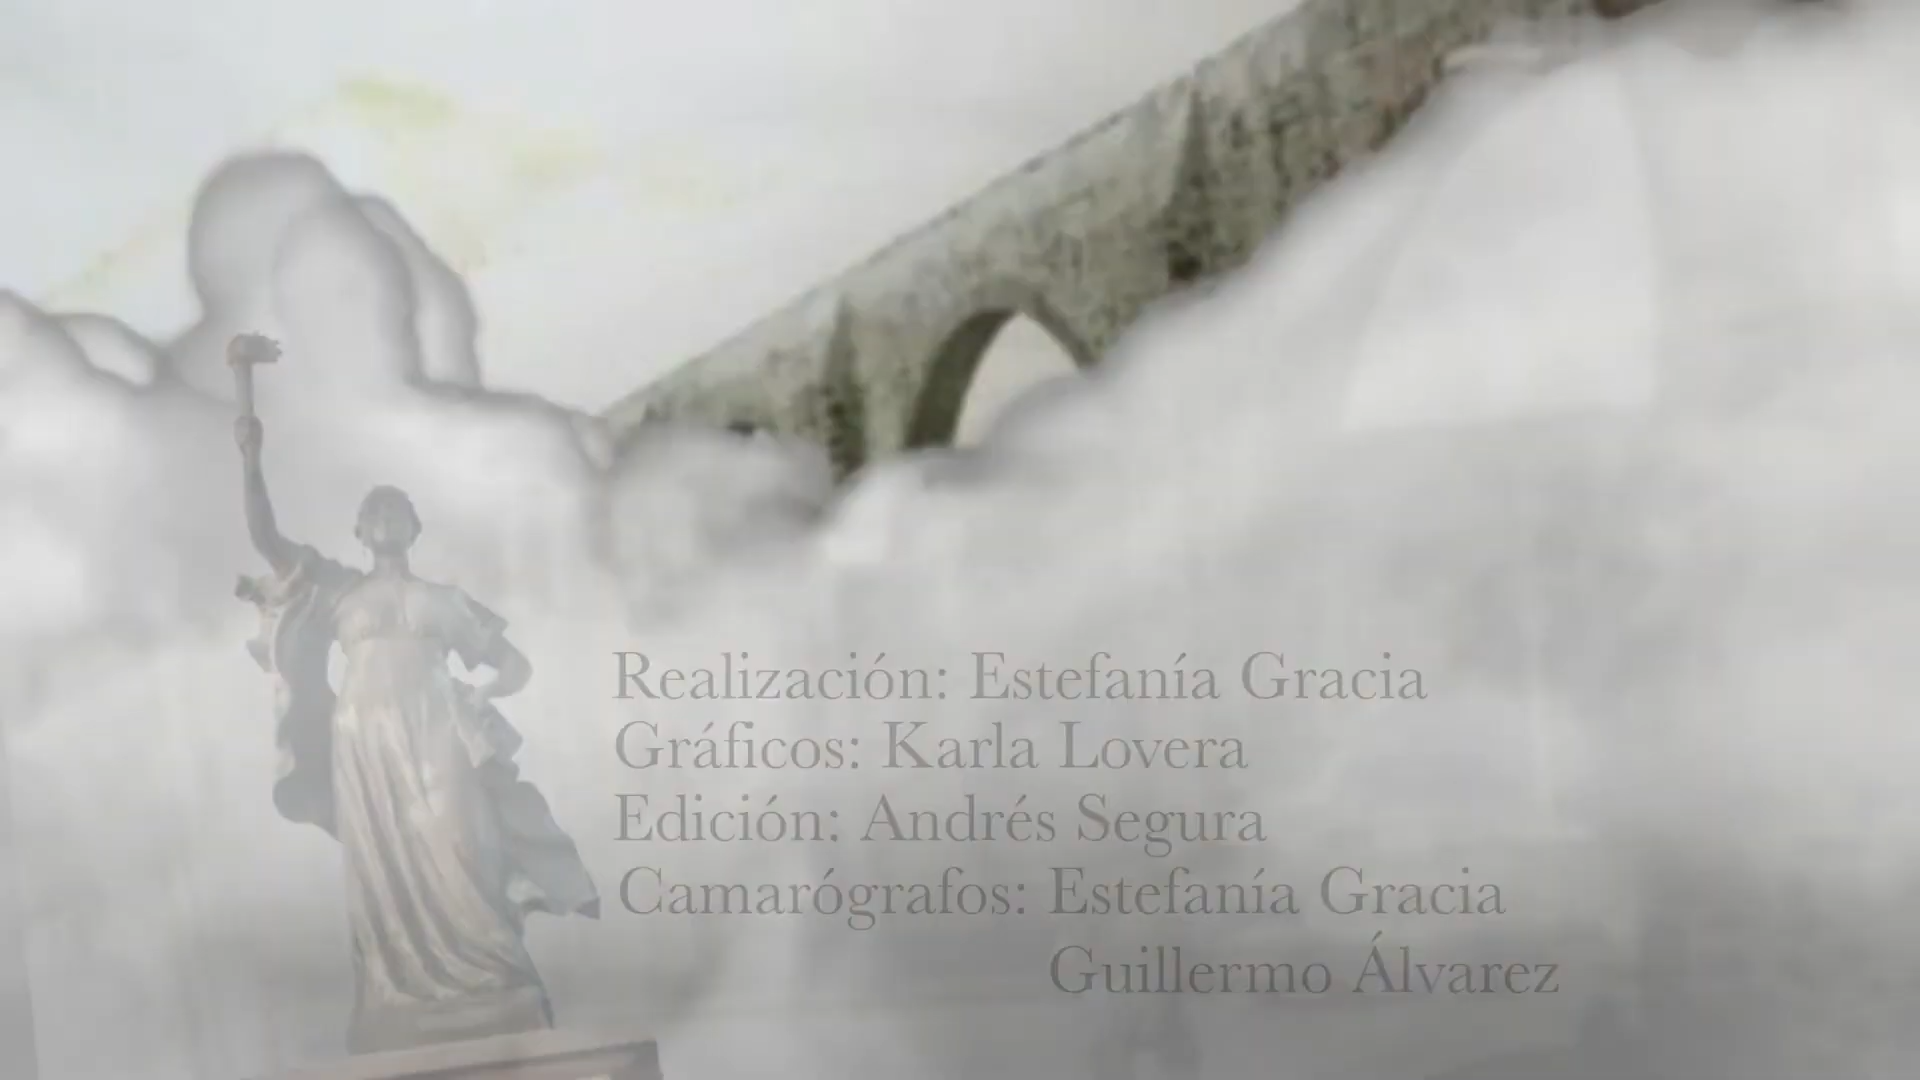 Realización: Estefanía Gracia
Gráficos: Karla Lovera
Edición: Andrés Segura
Camarógrafos: Estefanía Gracia
Guillermo Álvarez